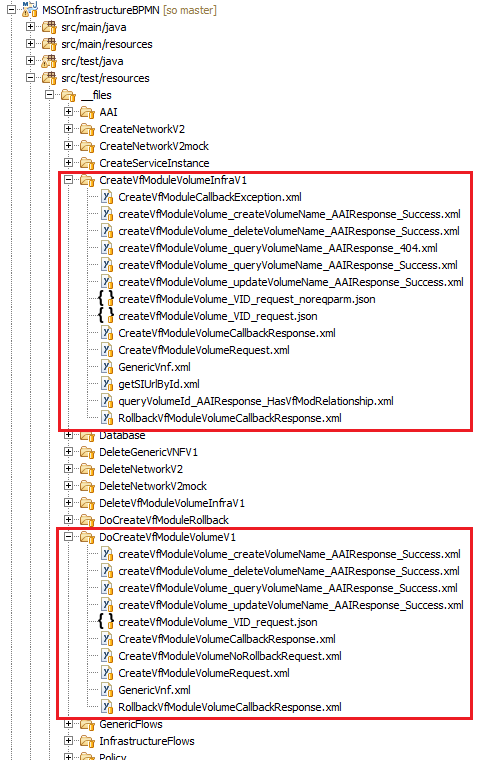 MSOInfrastructureBPMN [so master]
src/main/java
src/main/resources
src/test/java
src/test/resources
__files
AAI
CreateNetworkV2
CreateNetworkV2mock
CreateServiceInstance
CreateVfModuleVolumeInfraV1
CreateVfModuleCallbackException.xml
createVfModuleVolume_createVolumeName_AAIResponse_Success.xml
createVfModuleVolume_deleteVolumeName_AAIResponse_Success.xml
createVfModuleVolume_queryVolumeName_AAIResponse_404.xml
createVfModuleVolume_queryVolumeName_AAIResponse_Success.xml
createVfModuleVolume_updateVolumeName_AAIResponse_Success.xml
createVfModuleVolume_VID_request_noreqparm.json
createVfModuleVolume_VID_request.json
CreateVfModuleVolumeCallbackResponse.xml
CreateVfModuleVolumeRequest.xml
GenericVnf.xml
getSIUrlById.xml
queryVolumeId_AAIResponse_HasVfModRelationship.xml
RollbackVfModuleVolumeCallbackResponse.xml
Database
DeleteGenericVNFV1
DeleteNetworkV2
DeleteNetworkV2mock
DeleteVfModuleVolumeInfraV1
DoCreateVfModuleRollback
DoCreateVfModuleVolumeV1
createVfModuleVolume_createVolumeName_AAIResponse_Success.xml
createVfModuleVolume_deleteVolumeName_AAIResponse_Success.xml
createVfModuleVolume_queryVolumeName_AAIResponse_Success.xml
createVfModuleVolume_updateVolumeName_AAIResponse_Success.xml
createVfModuleVolume_VID_request.json
CreateVfModuleVolumeCallbackResponse.xml
CreateVfModuleVolumeNoRollbackRequest.xml
CreateVfModuleVolumeRequest.xml
GenericVnf.xml
RollbackVfModuleVolumeCallbackResponse.xml
GenericFlows
InfrastructureFlows
Policy